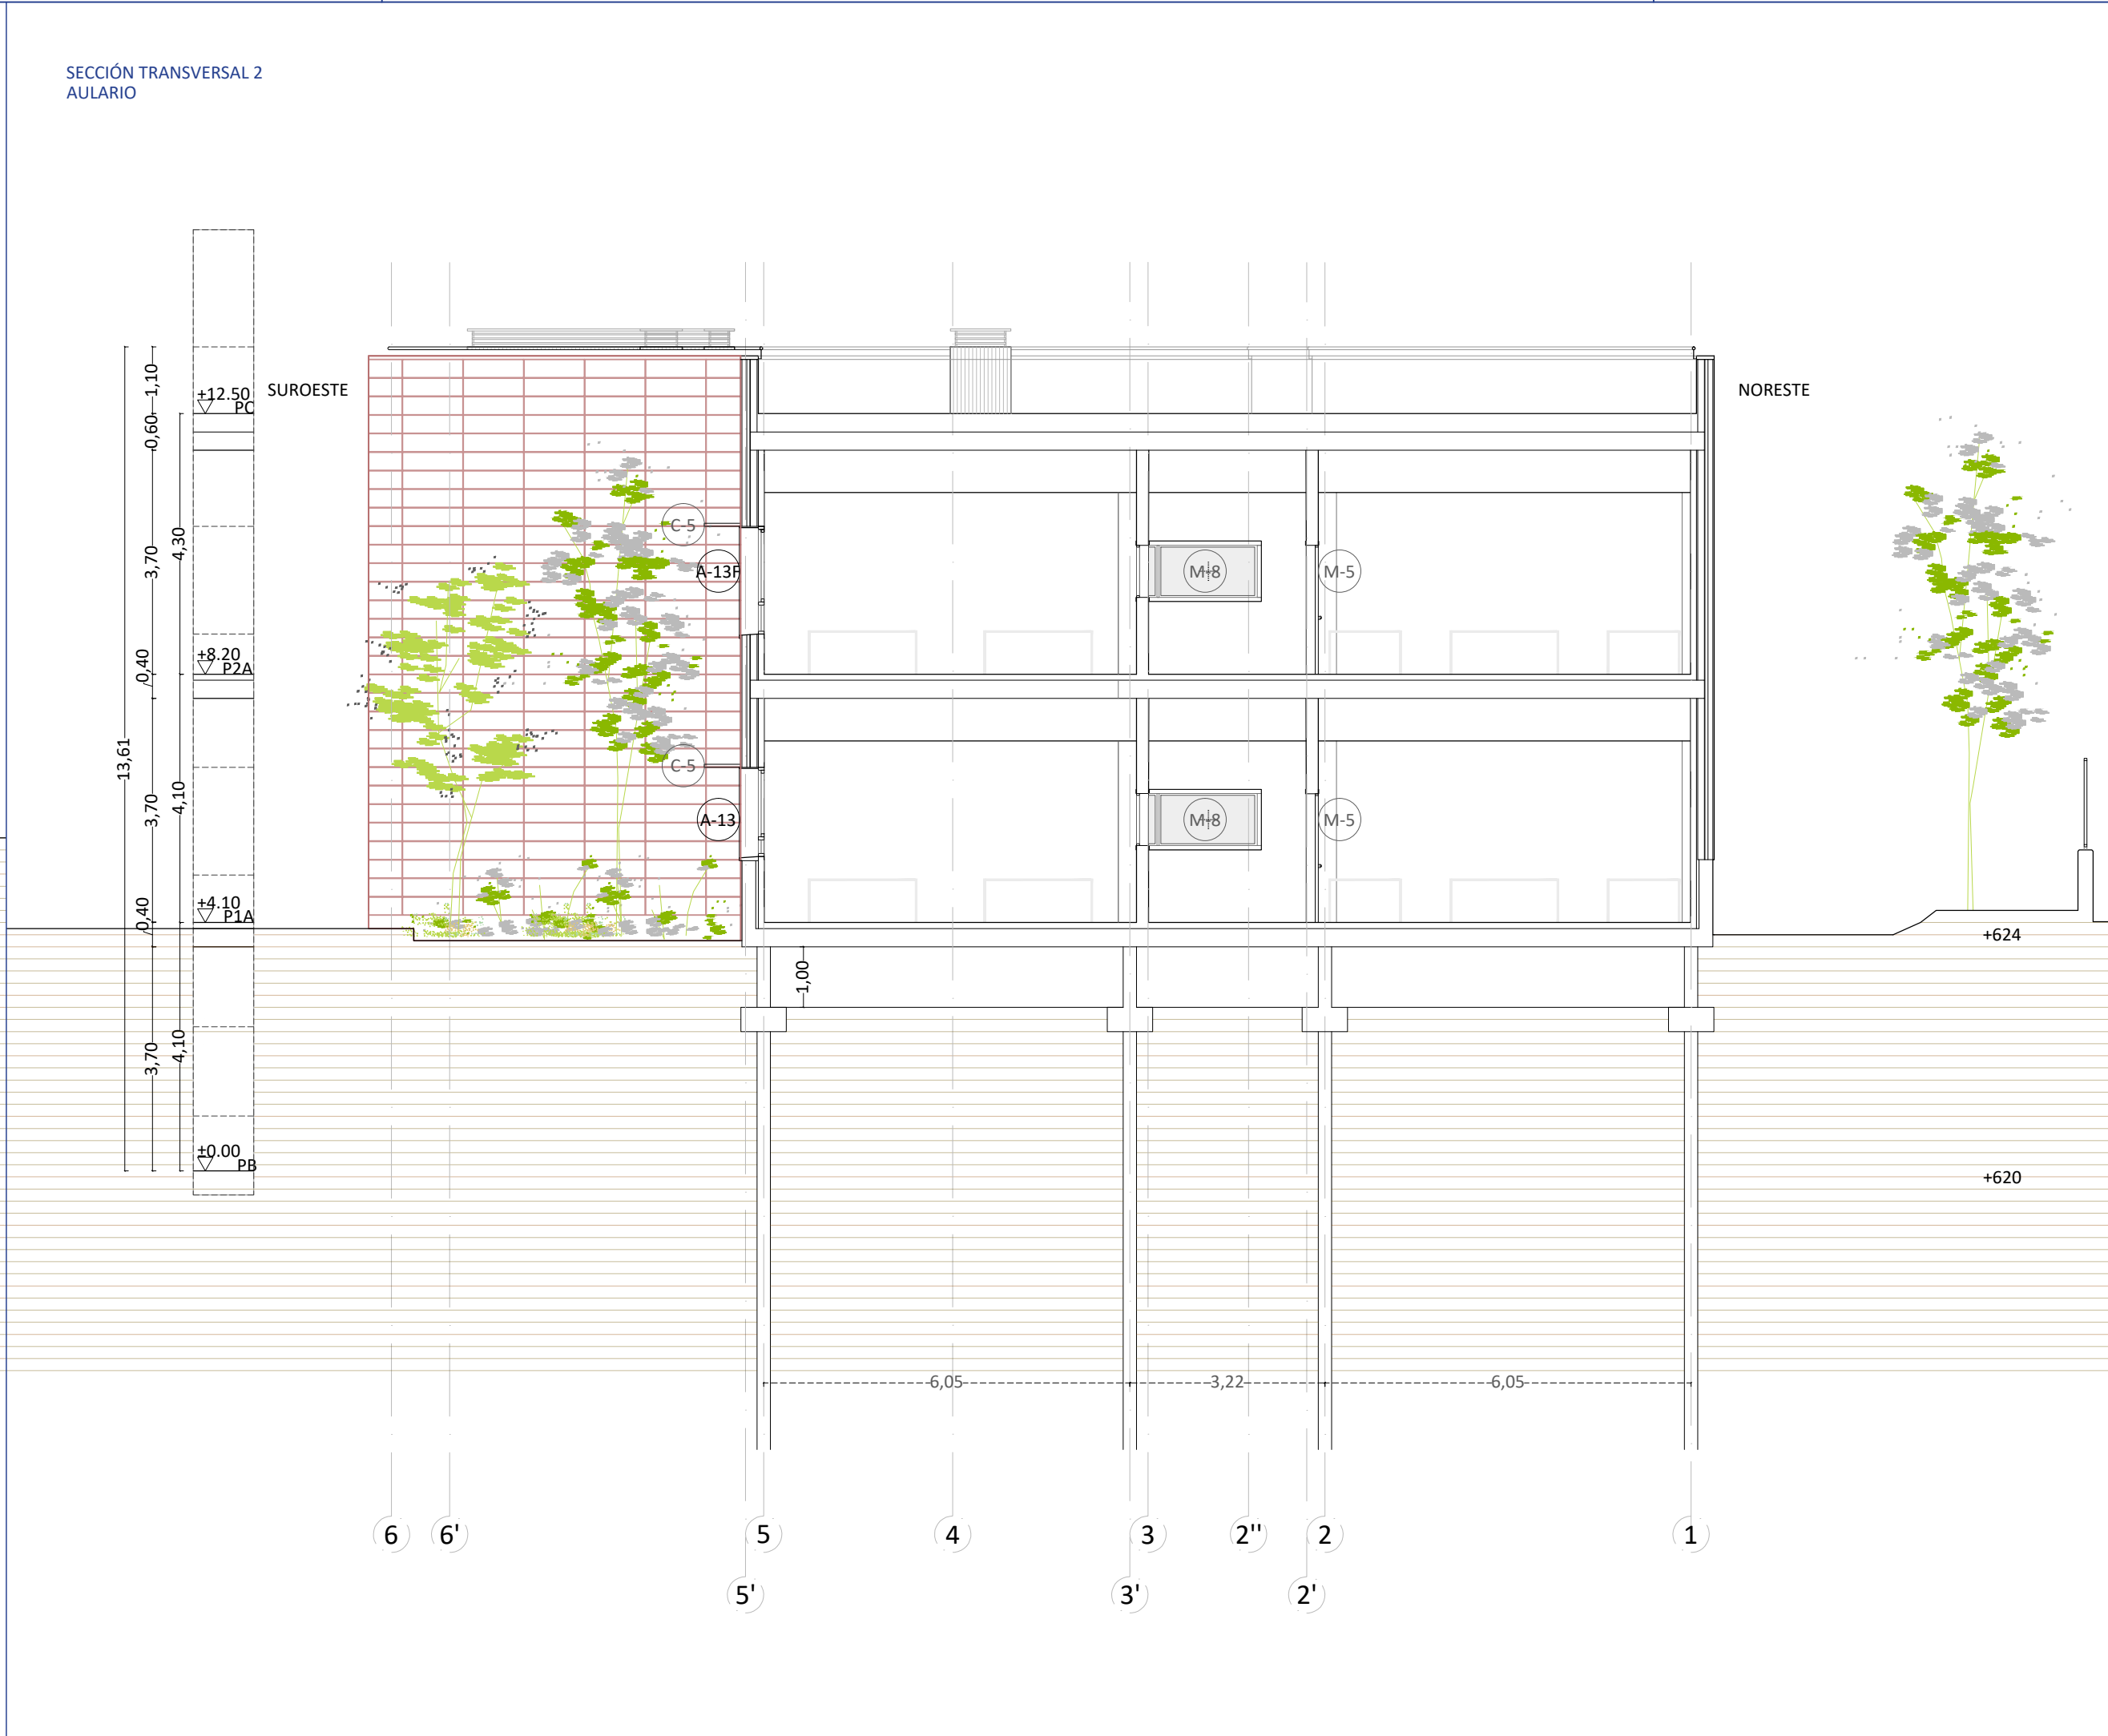 SECCIÓN TRANSVERSAL 2
AULARIO
SUROESTE
NORESTE
+12.50
PC
+8.20
P2A
+4.10
P1A
±0.00
PB
1,10
0,60
3,70
4,30
0,40
13,61
3,70
4,10
0,40
3,70
4,10
C-5
A-13F
M-8
M-5
C-5
A-13
M-8
M-5
1,00
+624
+620
6,05
3,22
6,05
6
6'
5
4
3
2''
2
1
5'
3'
2'